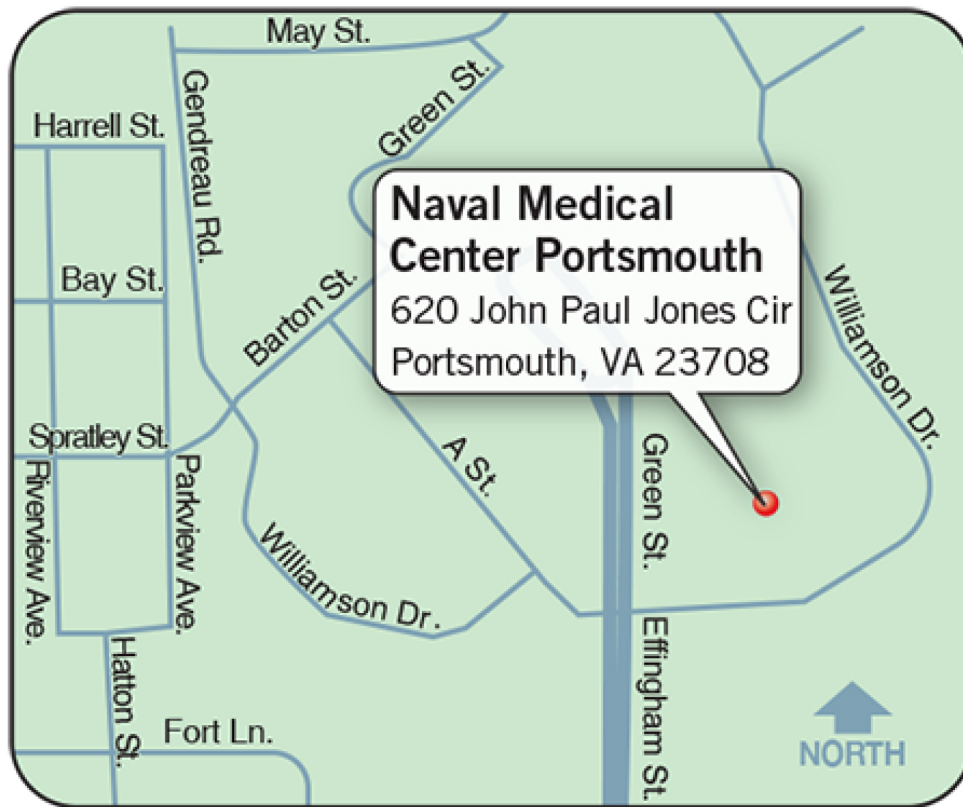 May St.
Gendreau Rd.
Green St.
Harrell St.
Naval Medical
Center Portsmouth
620 John Paul Jones Cir
Portsmouth, VA 23708
Bay St.
Barton St.
Williamson Dr.
Spratley St.
A St.
Green St.
Riverview Ave.
Parkview Ave.
Williamson Dr.
Effingham St.
Hatton St.
Fort Ln.
NORTH